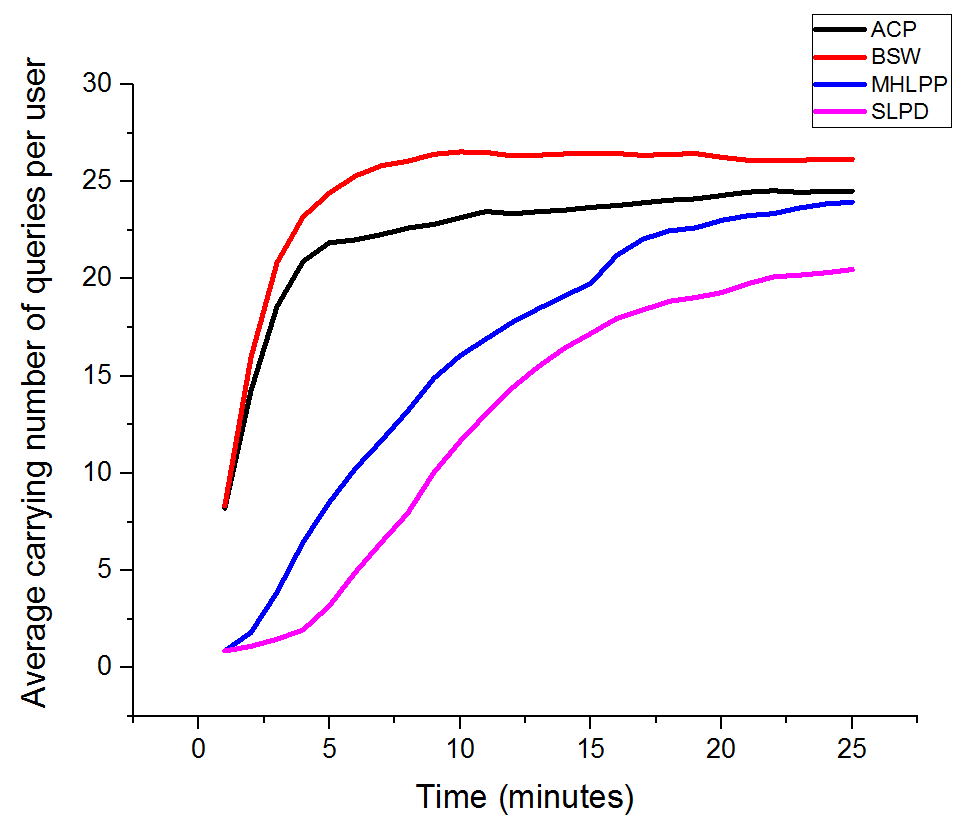 ACP
BSW
MHLPP
SLPD
Average carrying number of queries per user
30
25
20
15
10
5
0
0 5 10 15 20 25
Time (minutes)